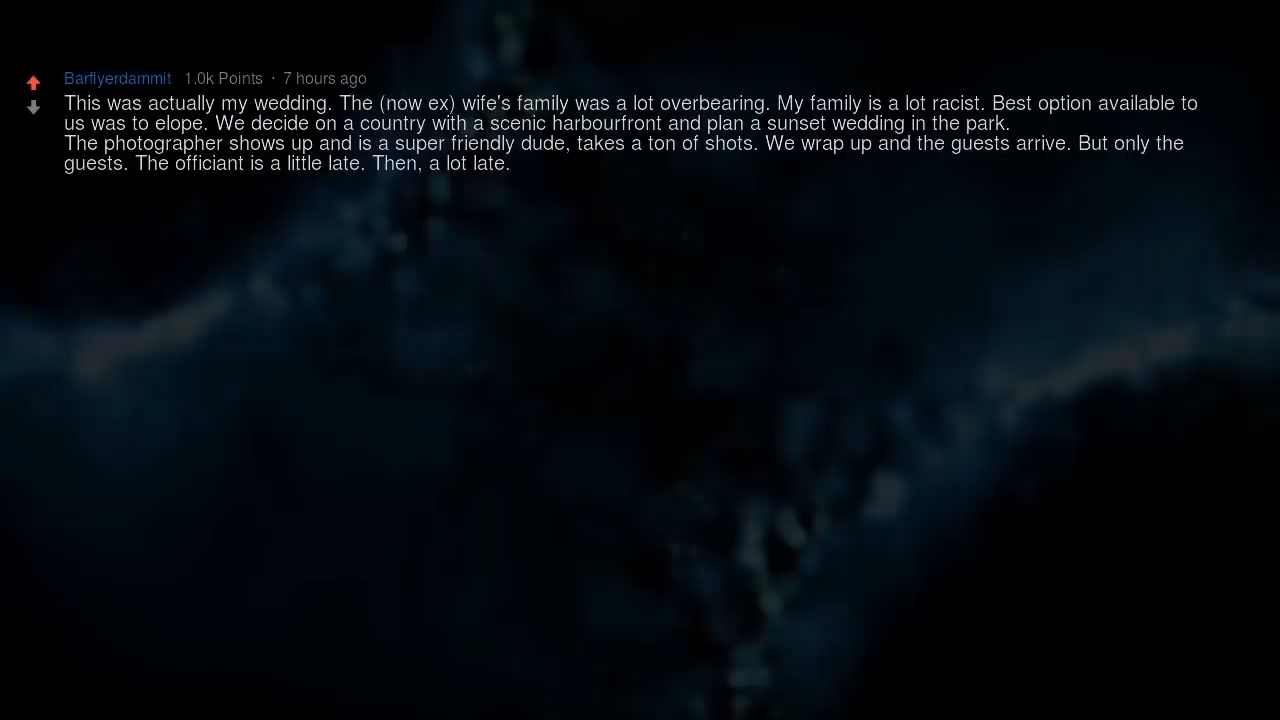 Barflyerdammit 1.0k Points · 7 hours ago
This was actually my wedding. The (now ex) wife's family was a lot overbearing. My family is a lot racist. Best option available to
us was to elope. We decide on a country with a scenic harbourfront and plan a sunset wedding in the park.
The photographer shows up and is a super friendly dude, takes a ton of shots. We wrap up and the guests arrive. But only the
guests. The officiant is a little late. Then, a lot late.